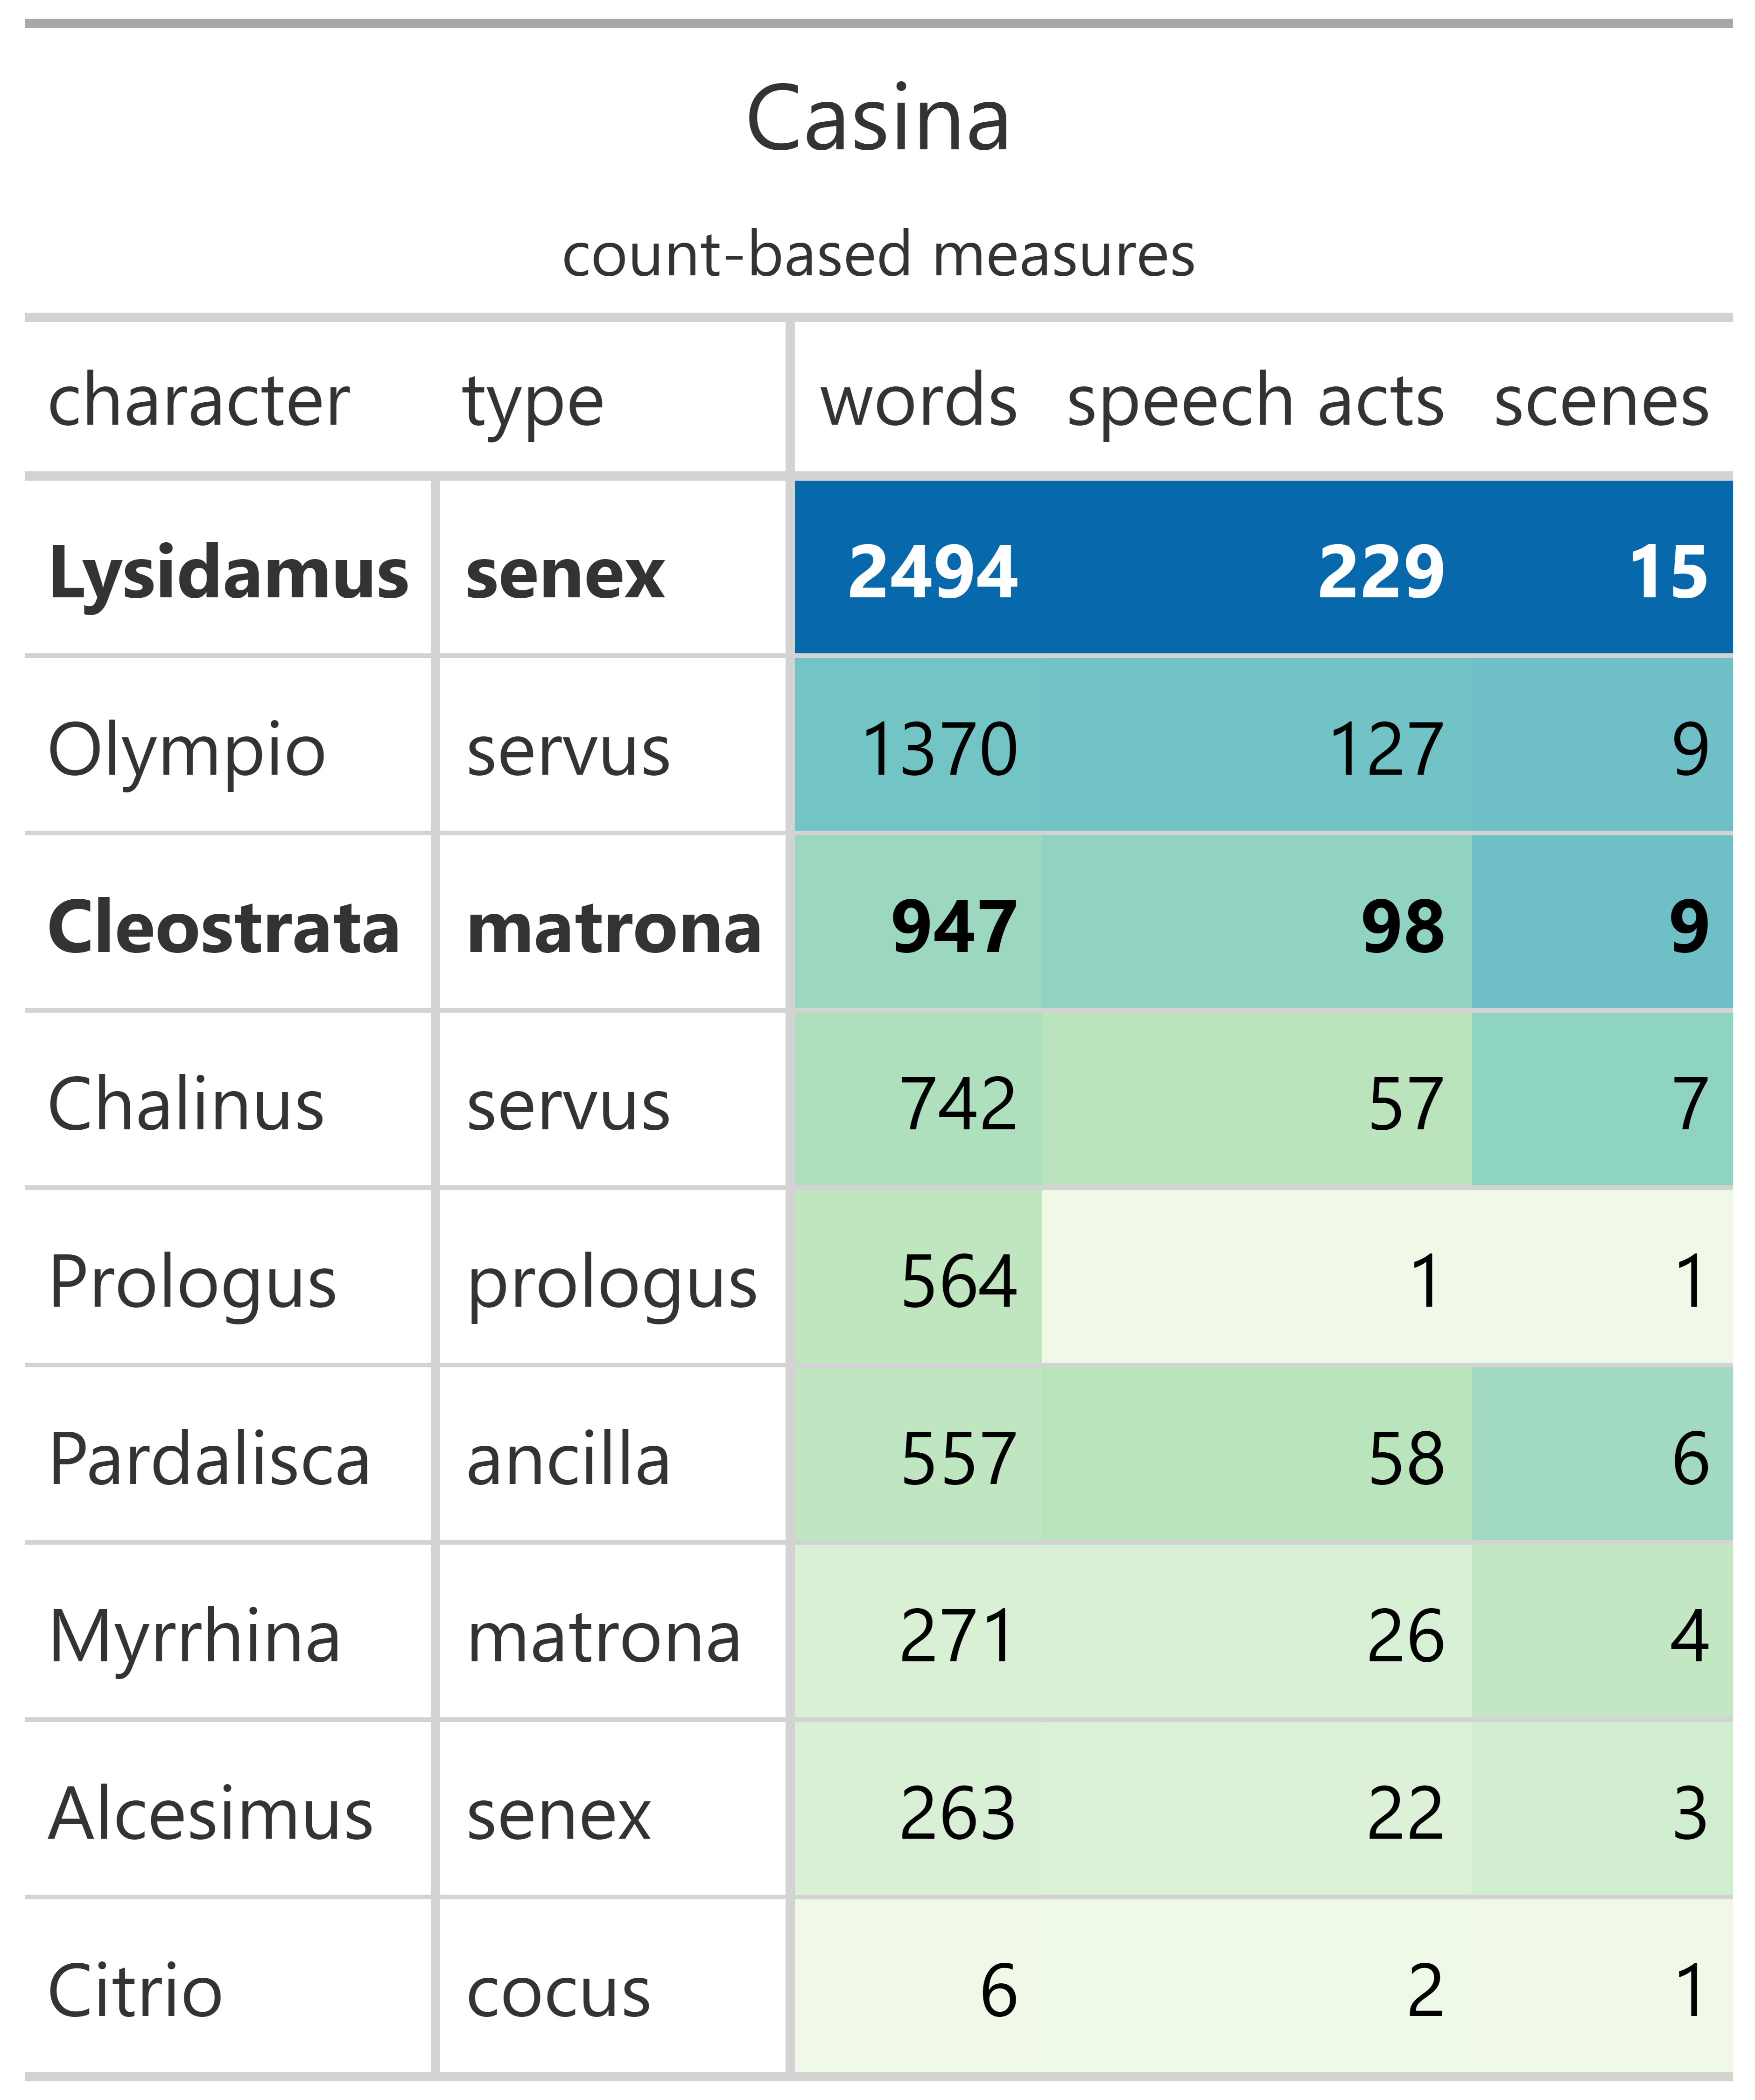 Casina
count-based measures
character type words speech acts scenes
Lysidamus senex 2494 229 15
Olympio servus 1370 127 9
Cleostrata matrona 947 98 9
Chalinus servus 742 57 7
Prologus prologus 564 1 1
Pardalisca ancilla 557 58 6
Myrrhina matrona 271 26 4
Alcesimus senex 263 22 3
Citrio cocus 6 2 1